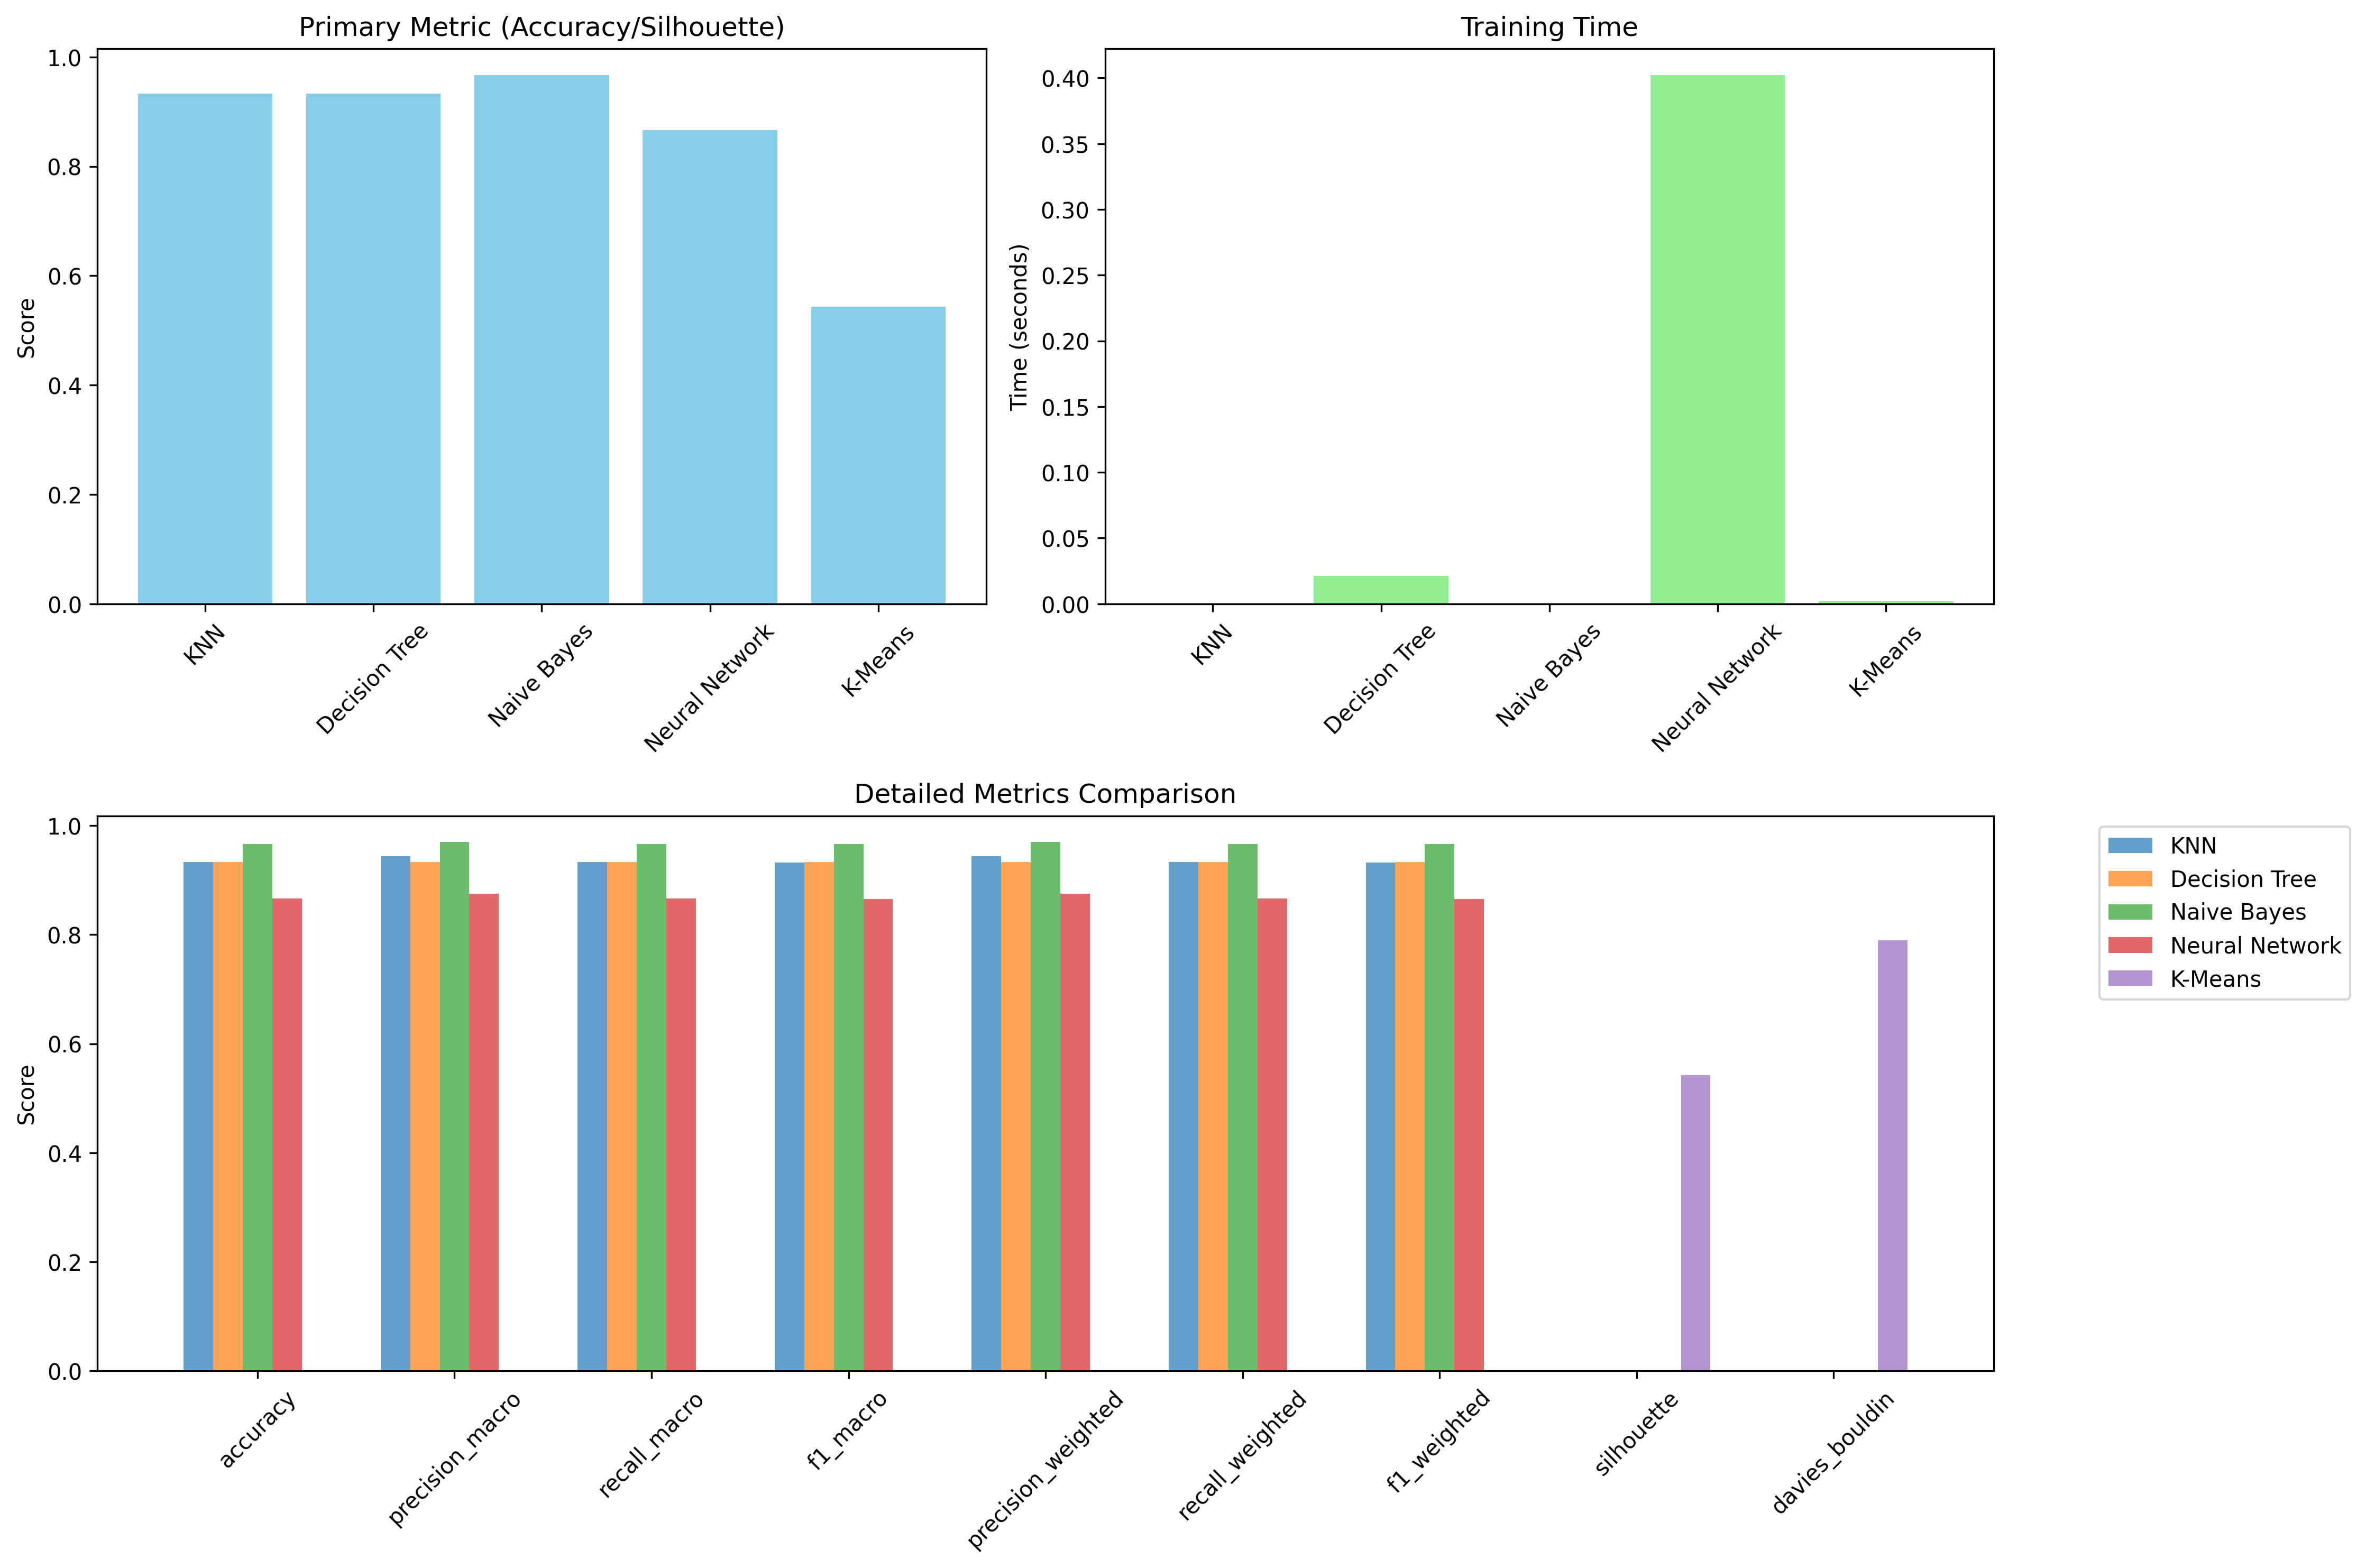 Primary Metric (Accuracy/Silhouette)
Score
1.0
0.8
0.6
0.4
0.2
0.0
KNN
Decision Tree
Naive Bayes
Neural Network
K-Means
Training Time
Time (seconds)
0.40
0.35
0.30
0.25
0.20
0.15
0.10
0.05
0.00
KNN
Decision Tree
Naive Bayes
Neural Network
K-Means
Detailed Metrics Comparison
Score
1.0
0.8
0.6
0.4
0.2
0.0
accuracy
precision_macro
recall_macro
f1_macro
precision_weighted
recall_weighted
f1_weighted
silhouette
davies_bouldin
KNN
Decision Tree
Naive Bayes
Neural Network
K-Means